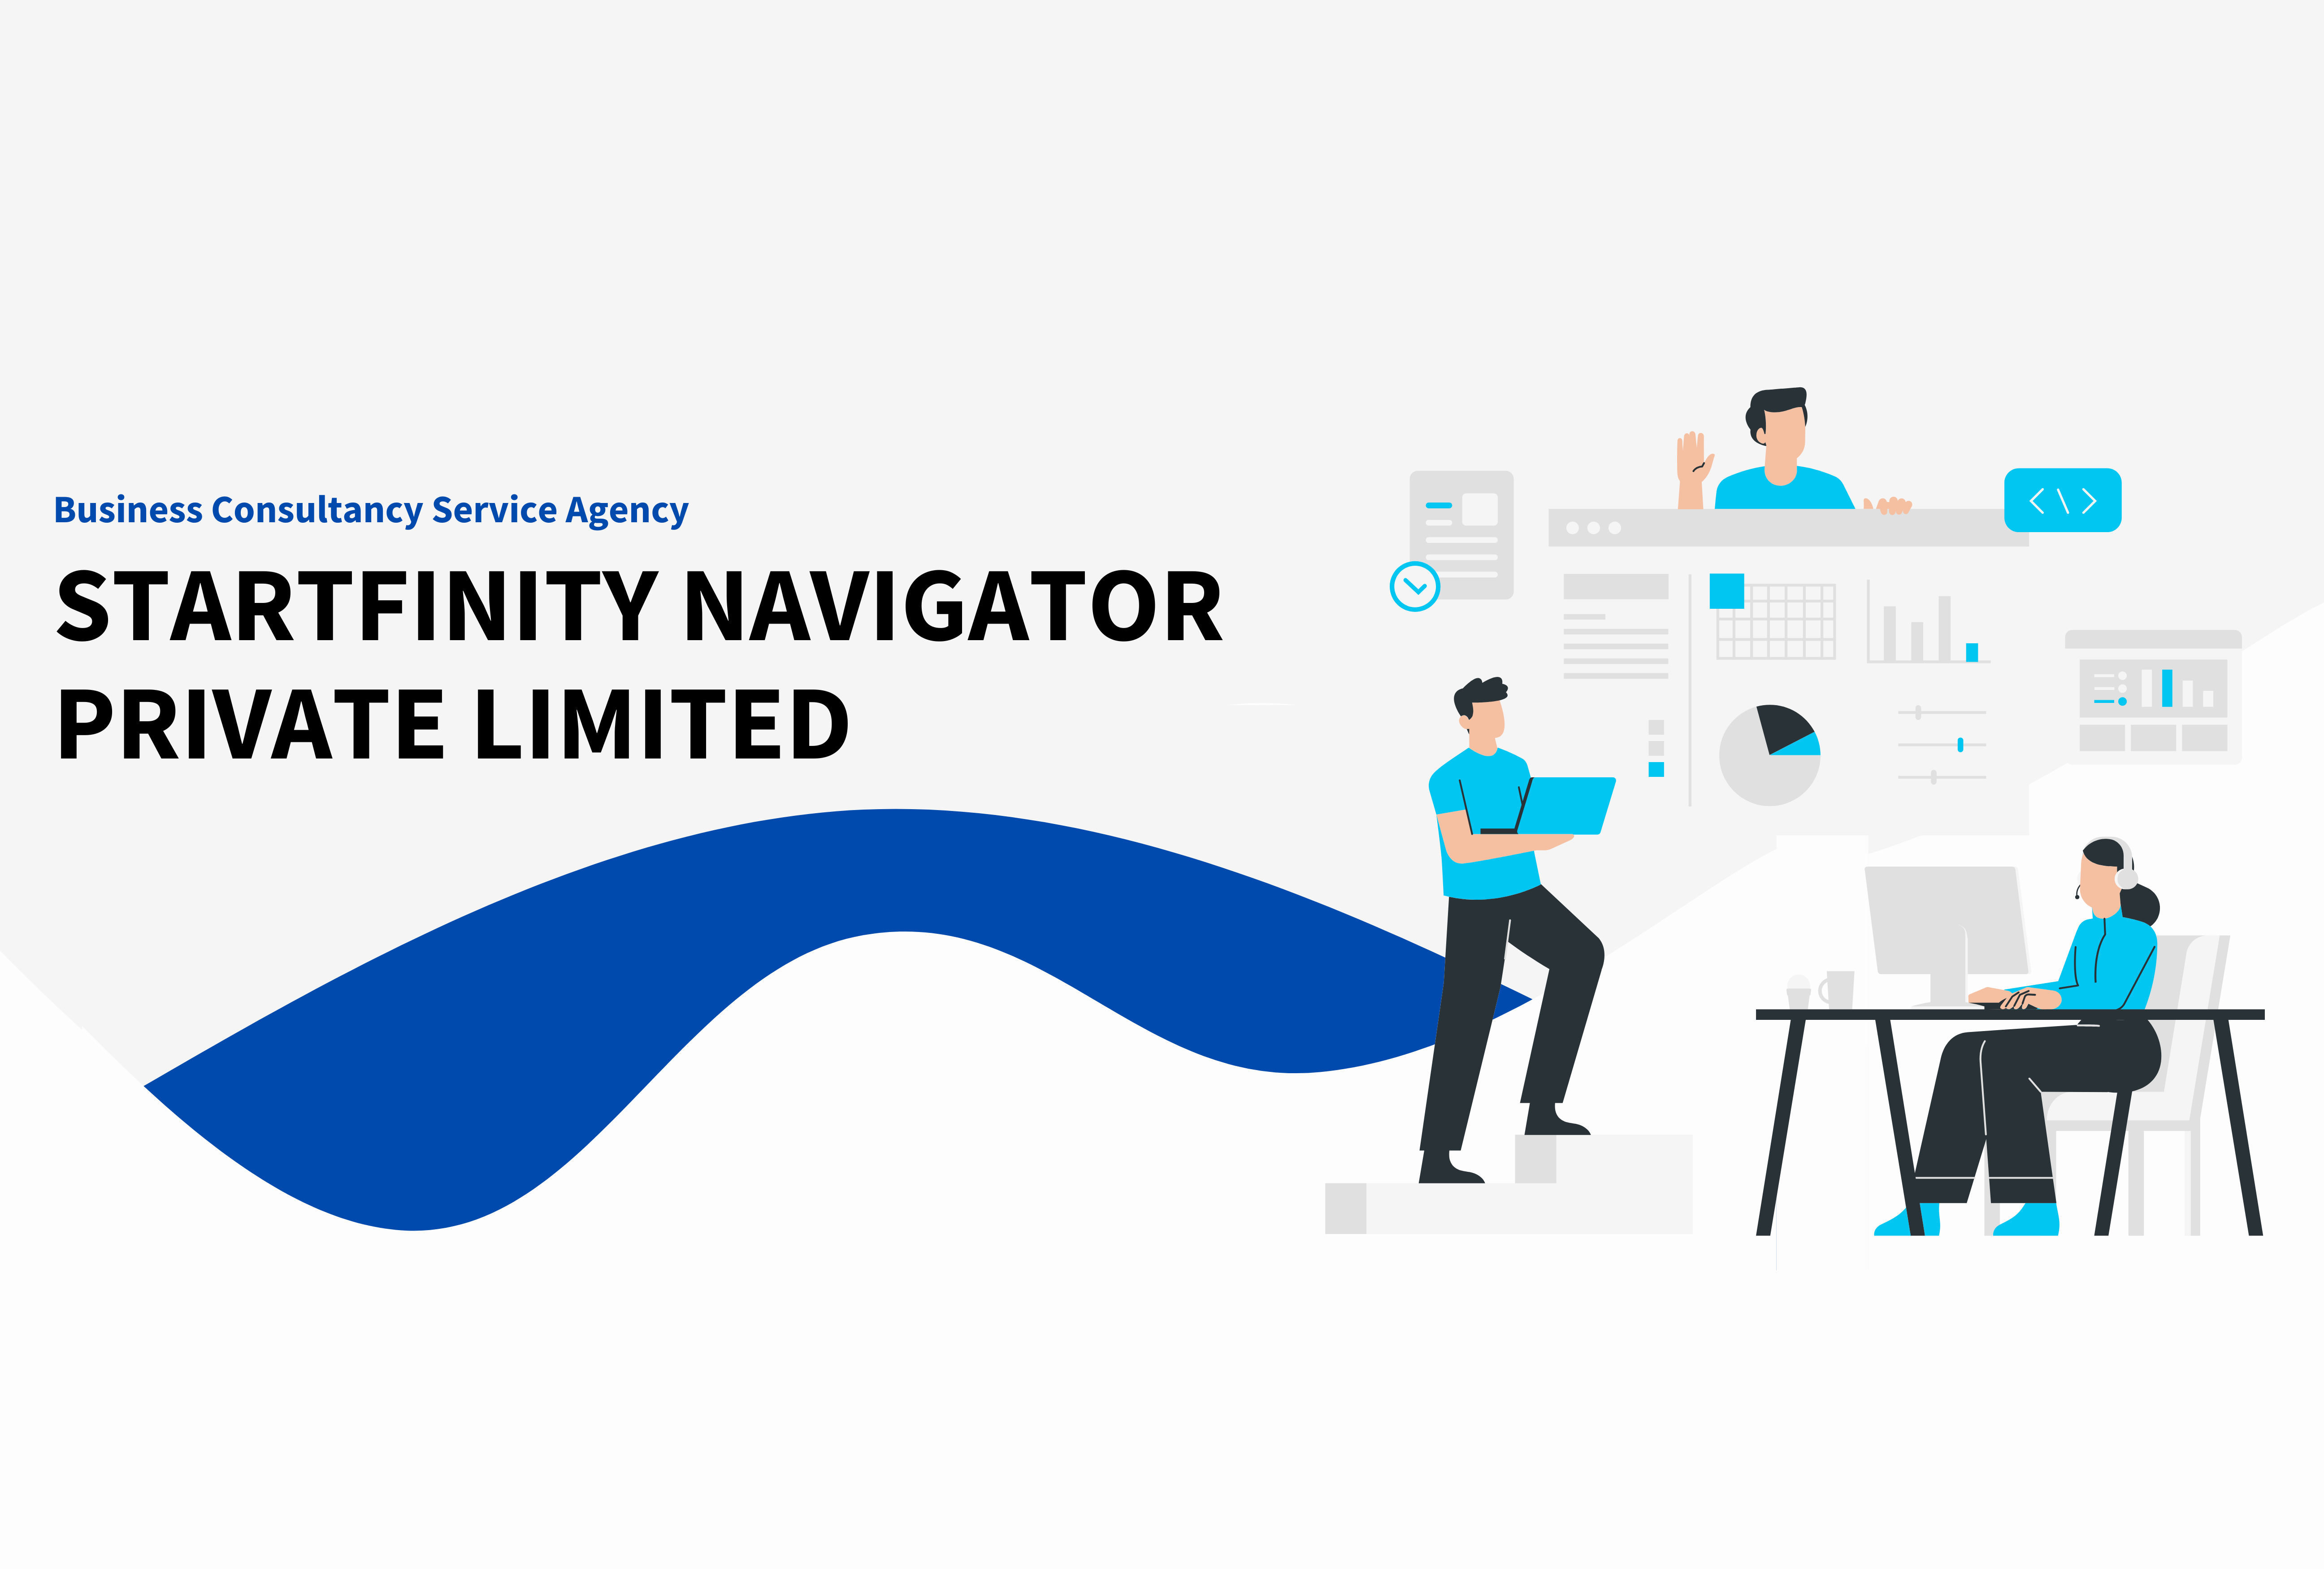 Business Consultancy Service Agency
STARTFINITY NAVIGATOR
PRIVATE LIMITED